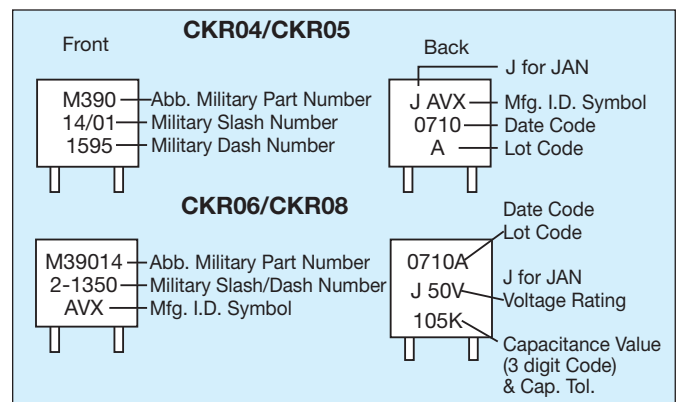 CKR04/CKR05
Front
M390
14/01
1595
Abb. Military Part Number
Military Slash Number
Military Dash Number
Back
J for JAN
J AVX
0710
A
Mfg. I.D. Symbol
Date Code
Lot Code
CKR06/CKR08
M39014
2-1350
AVX
Abb. Military Part Number
Military Slash/Dash Number
Mfg. I.D. Symbol
0710A
J 50V
105K
Date Code
Lot Code
J for JAN
Voltage Rating
Capacitance Value
(3 digit Code)
& Cap. Tol.